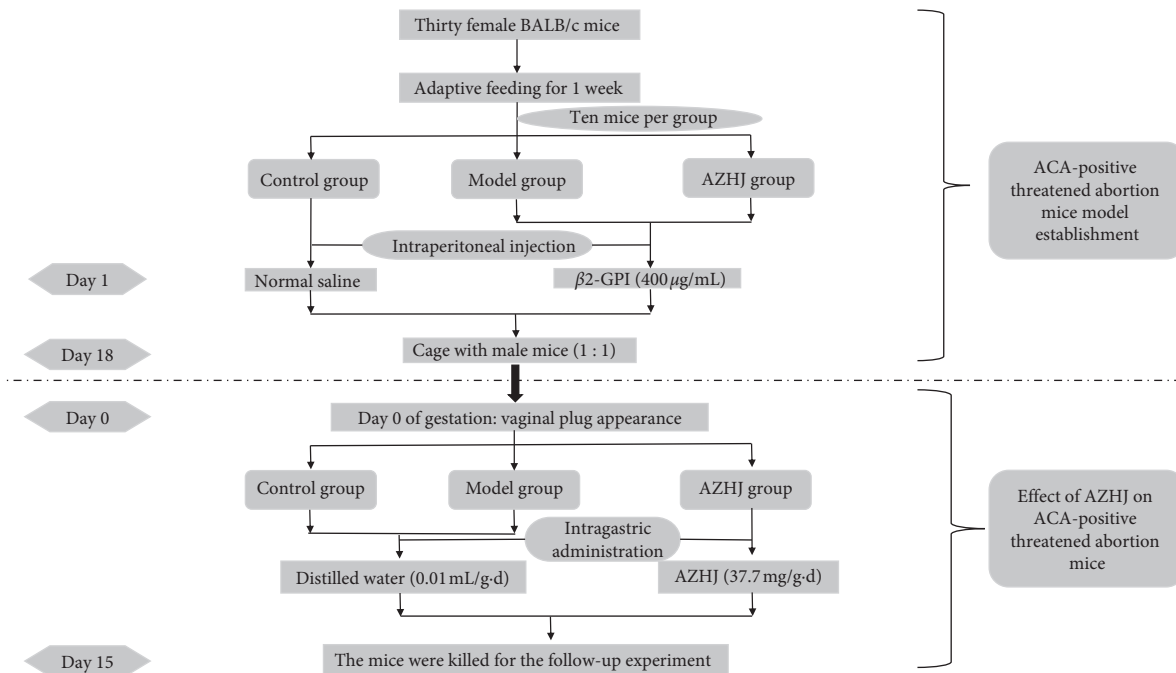 Thirty female BALB/c mice
Adaptive feeding for 1 week
Ten mice per group
Control group
Model group
AZHJ group
ACA-positive
threatened abortion
mice model
establishment
Intraperitoneal injection
Day 1
Normal saline
β2-GPI (400 μg/mL)
Day 18
Cage with male mice (1 : 1)
Day 0
Day 0 of gestation: vaginal plug appearance
Control group
Model group
AZHJ group
Effect of AZHJ on
ACA-positive
threatened abortion
mice
Intragastric
administration
Distilled water (0.01 mL/g·d)
AZHJ (37.7 mg/g·d)
Day 15
The mice were killed for the follow-up experiment